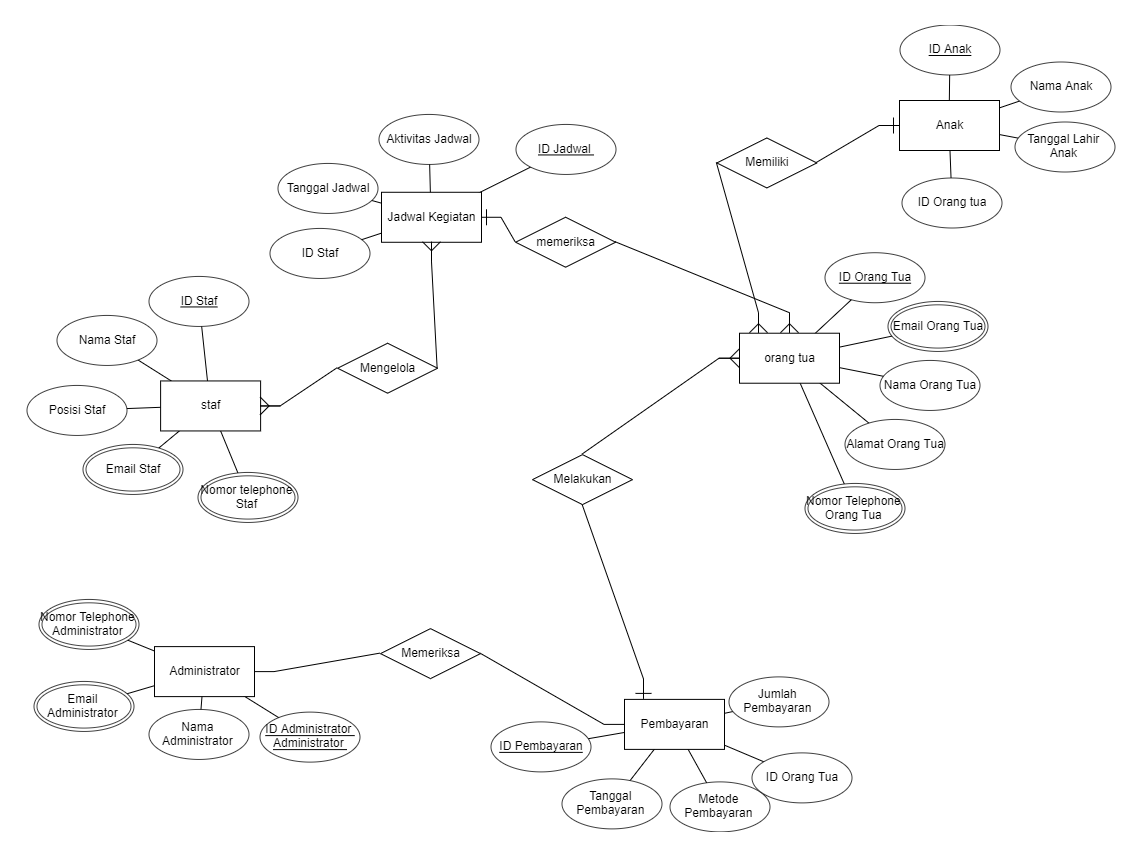 ID Anak
Nama Anak
Anak
Tanggal Lahir
Anak
ID Orang tua
Memiliki
Aktivitas Jadwal
ID Jadwal
Tanggal Jadwal
Jadwal Kegiatan
ID Staf
memeriksa
ID Orang Tua
Email Orang Tua
orang tua
Nama Orang Tua
Alamat Orang Tua
Nomor Telephone
Orang Tua
ID Staf
Nama Staf
Mengelola
Posisi Staf
staf
Email Staf
Nomor telephone
Staf
Melakukan
Nomor Telephone
Administrator
Administrator
Memeriksa
Email
Administrator
Nama
Administrator
ID Administrator
Administrator
Jumlah
Pembayaran
Pembayaran
ID Pembayaran
ID Orang Tua
Tanggal
Pembayaran
Metode
Pembayaran